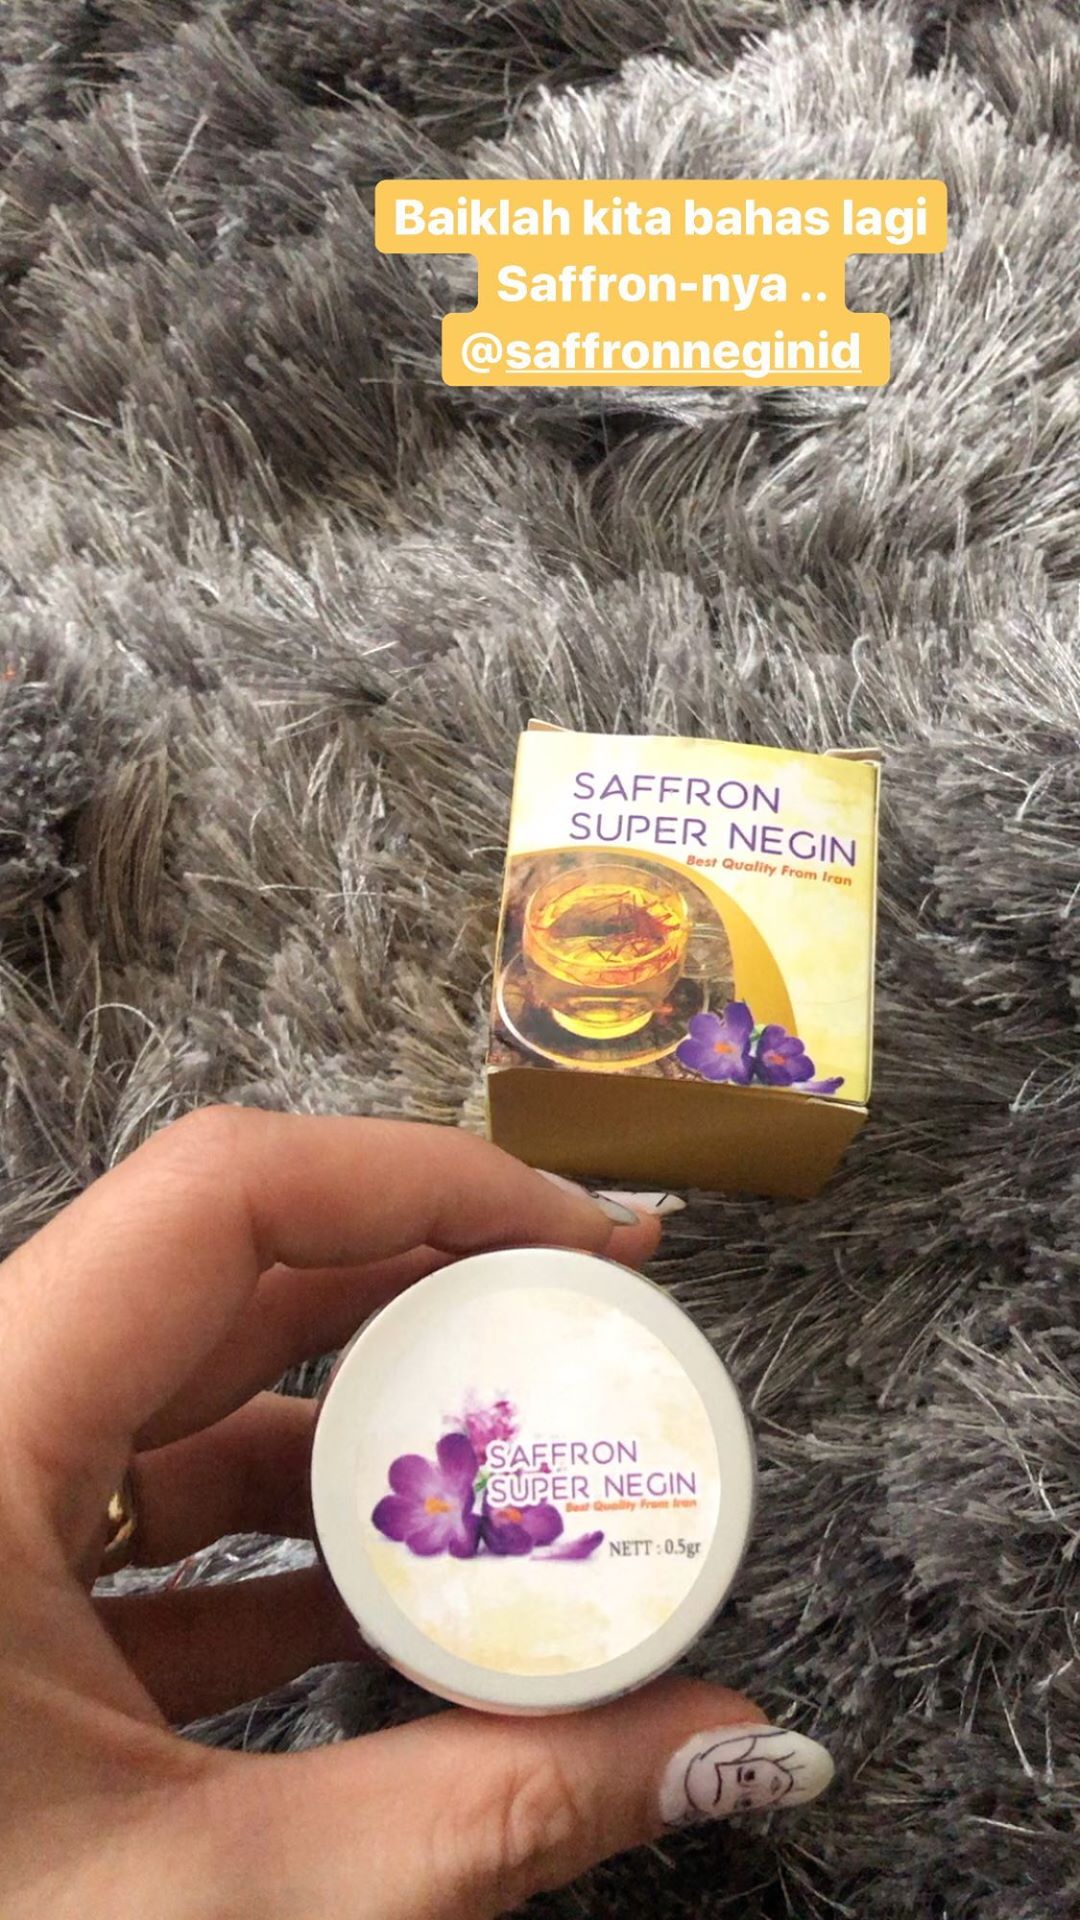 Baiklah kita bahas lagi
Saffron-nya ..
@saffronneginid
SAFFRON
SUPER NEGIN
Best Quality From Iran
SAFFRON
SUPER NEGIN
Best Quality From Iran
NETT : 0.5gr